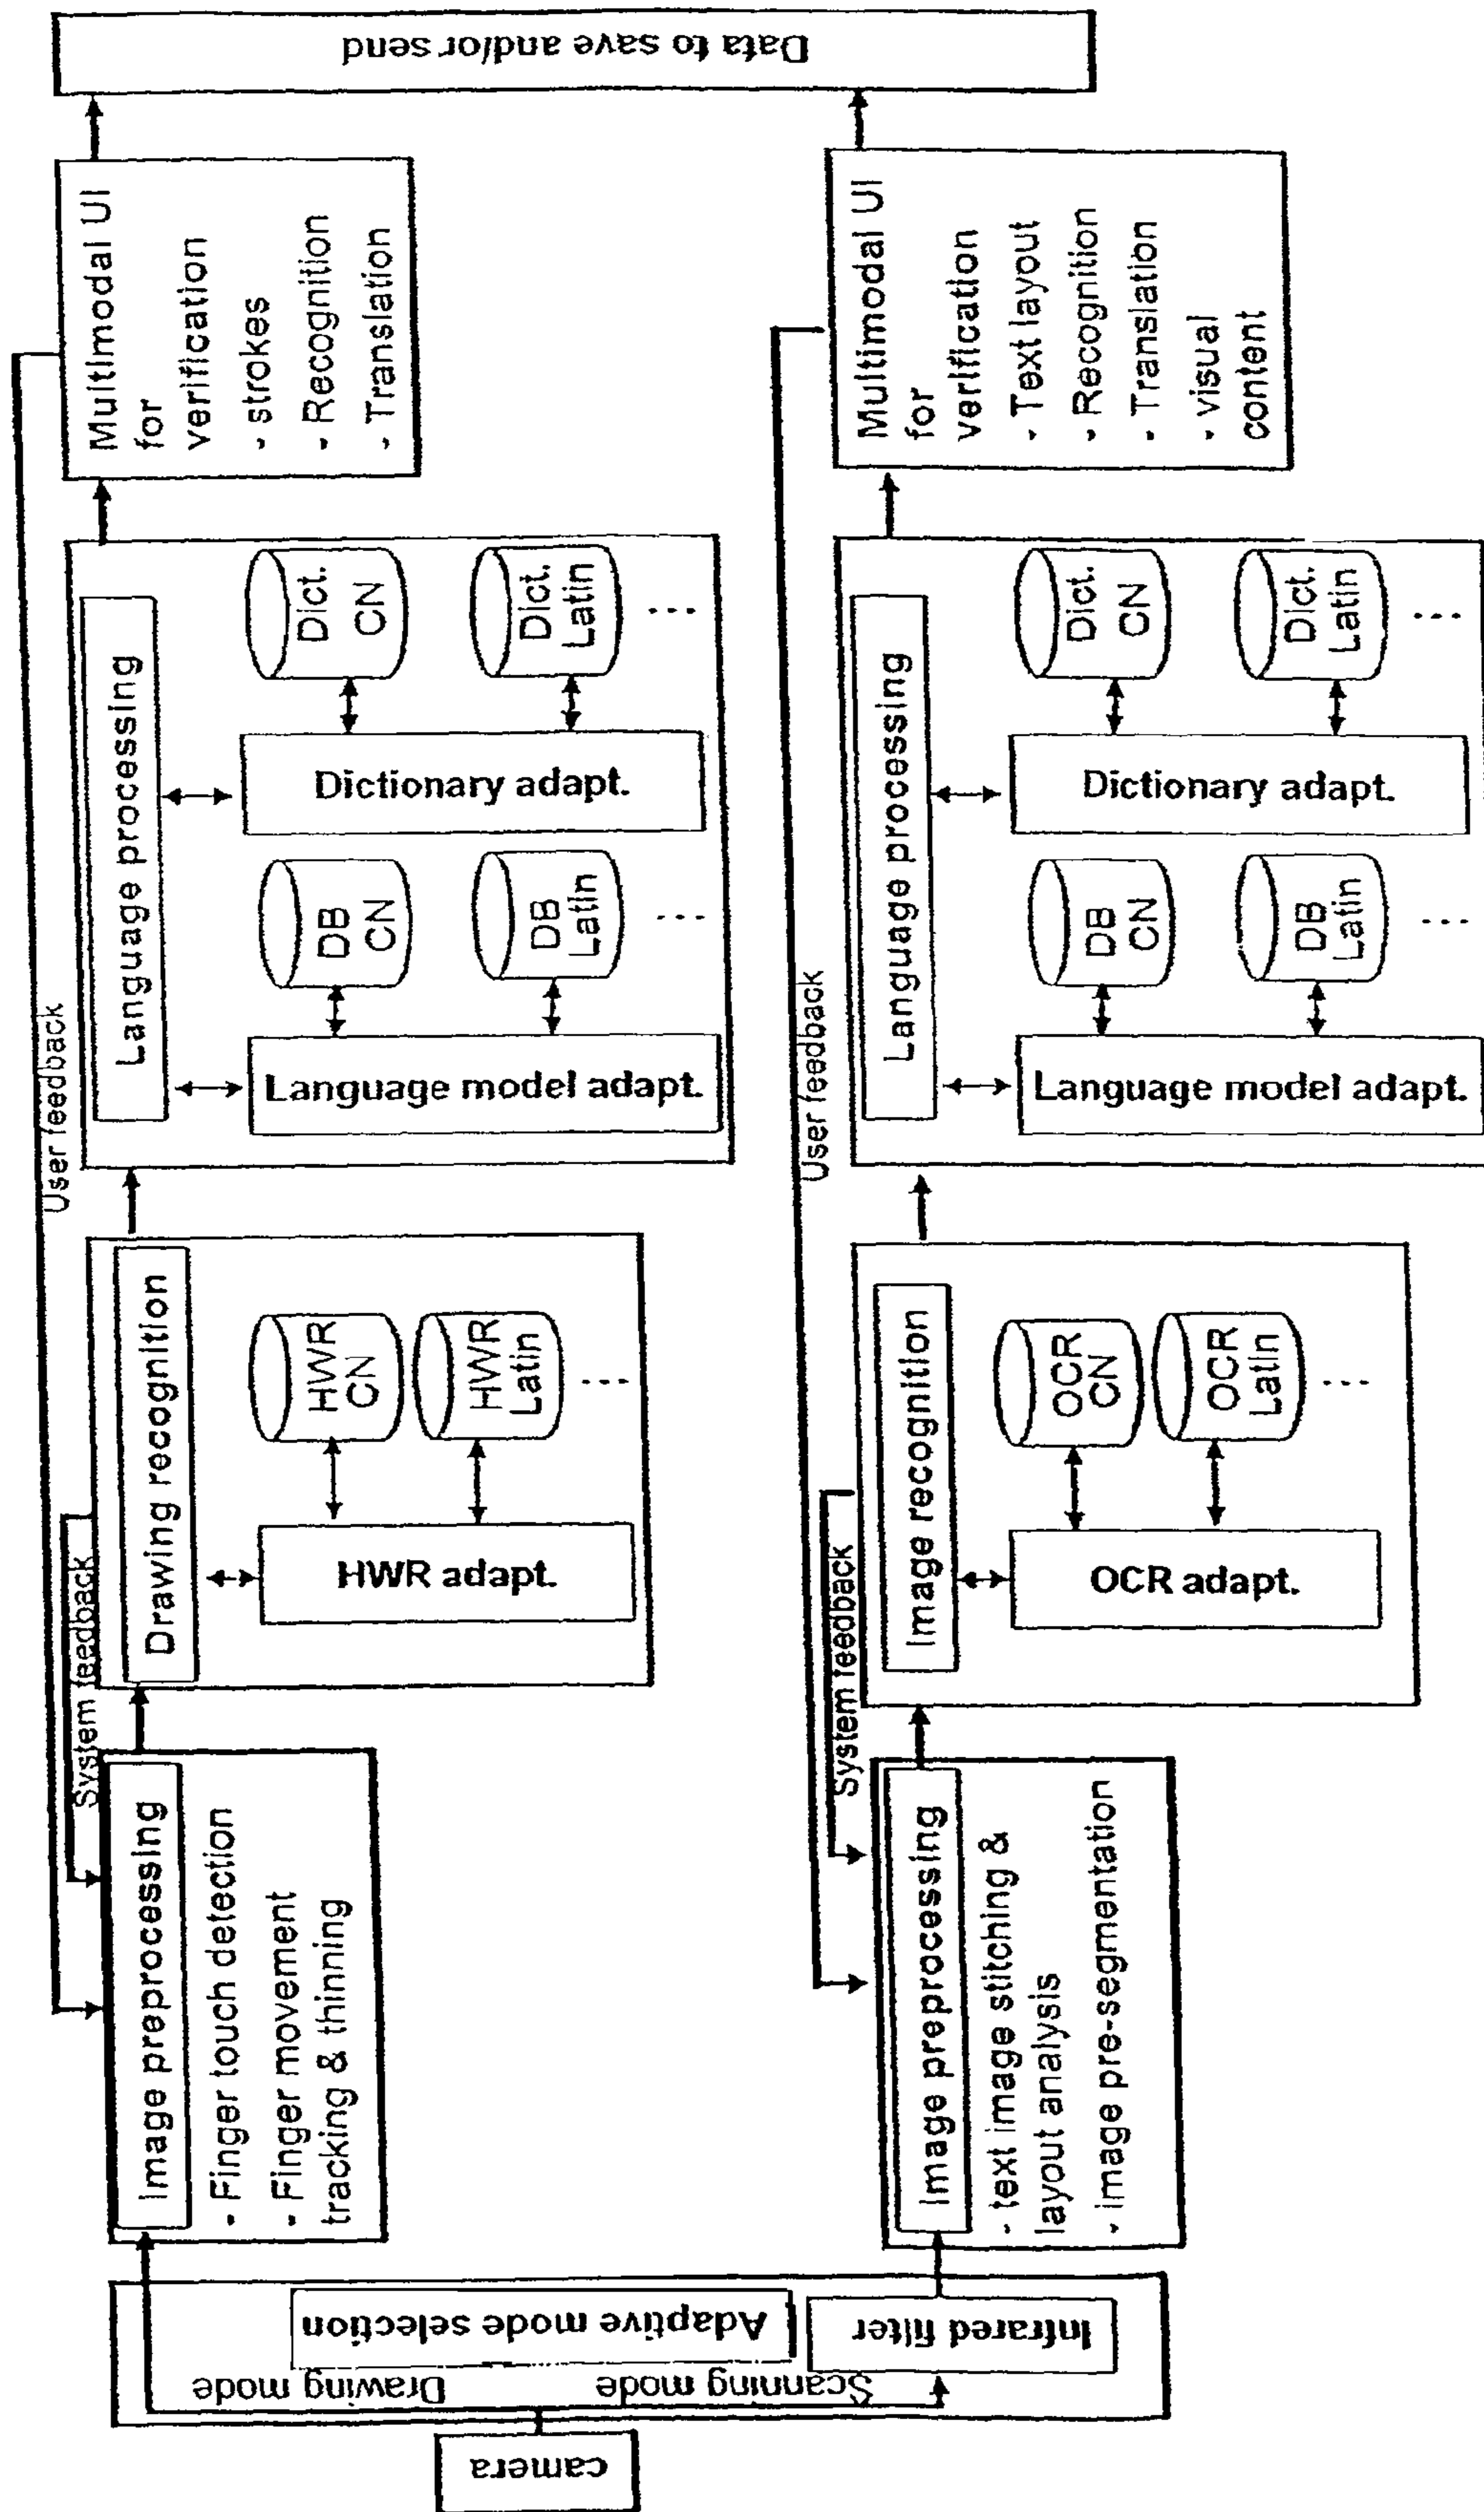 camera
Drawing mode
Scanning mode
Adaptive mode selection
Infrared filter
Image preprocessing
- Finger touch detection
- Finger movement
tracking & thinning
System feedback
User feedback
Drawing recognition
HWR adapt.
HWR
CN
HWR
Latin
...
Language processing
Language model adapt.
DB
CN
DB
Latin
...
Dictionary adapt.
Dict.
CN
Dict.
Latin
...
Multimodal UI
for
verification
- strokes
- Recognition
- Translation
Image preprocessing
- text image stitching &
layout analysis
- image pre-segmentation
System feedback
User feedback
Image recognition
OCR adapt.
OCR
CN
OCR
Latin
...
Language processing
Language model adapt.
DB
CN
DB
Latin
...
Dictionary adapt.
Dict.
CN
Dict.
Latin
...
Multimodal UI
for
verification
- Text layout
- Recognition
- Translation
- visual
content
Data to save and/or send